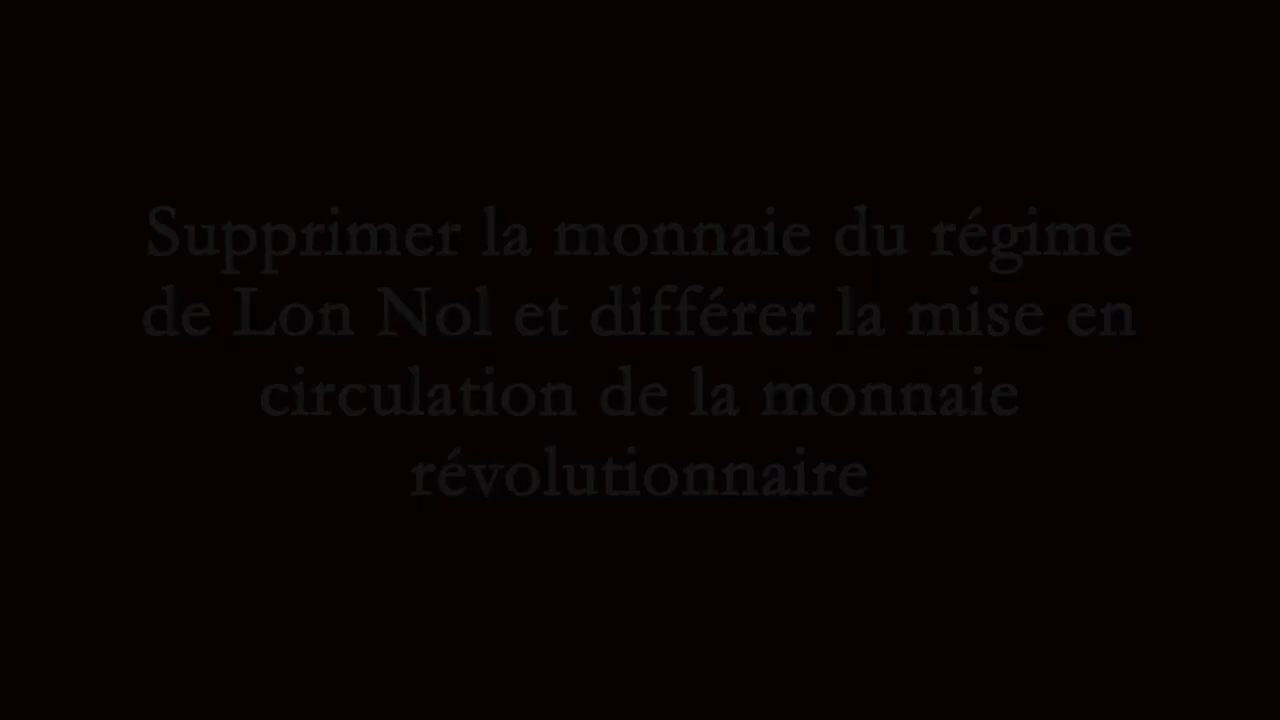 Supprimer la monnaie du régime
de Lon Nol et différer la mise en
circulation de la monnaie
révolutionnaire